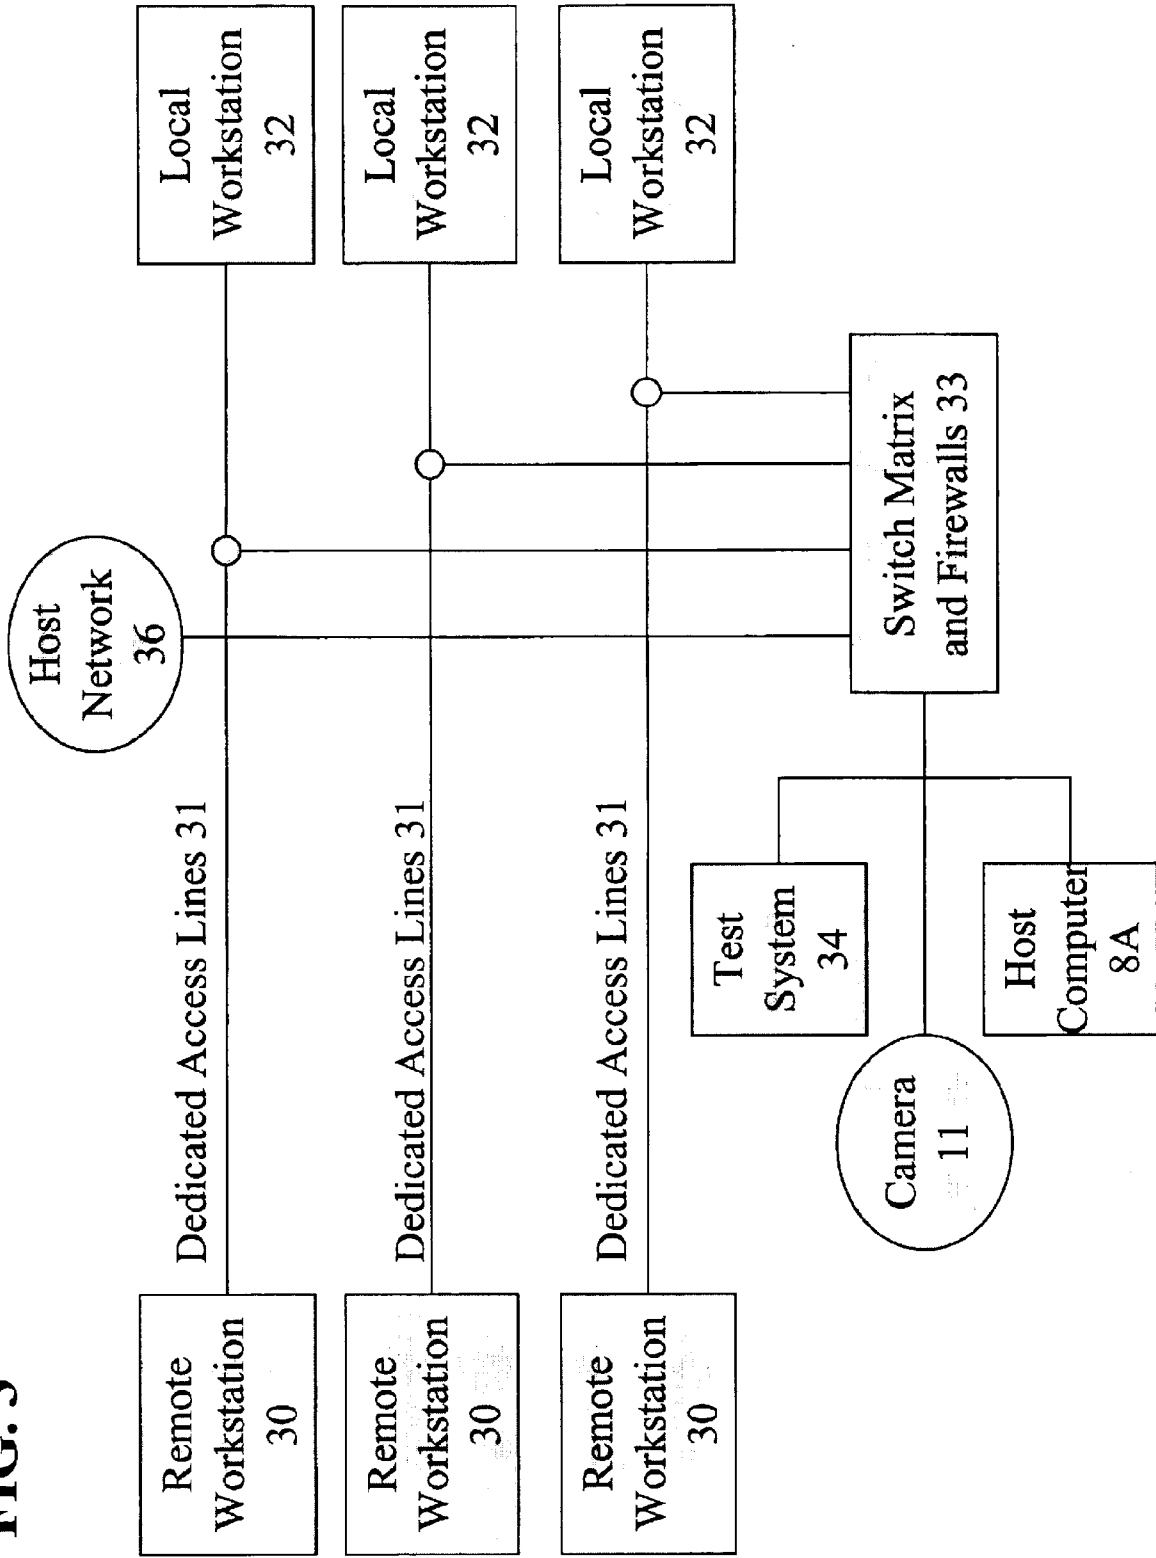 FIG.
Host
Network
36
Remote
Workstation
30
Dedicated Access Lines 31
Local
Workstation
32
Remote
Workstation
30
Dedicated Access Lines 31
Local
Workstation
32
Remote
Workstation
30
Dedicated Access Lines 31
Local
Workstation
32
Test
System
34
Camera
11
Switch Matrix
and Firewalls 33
Host
Computer
8A